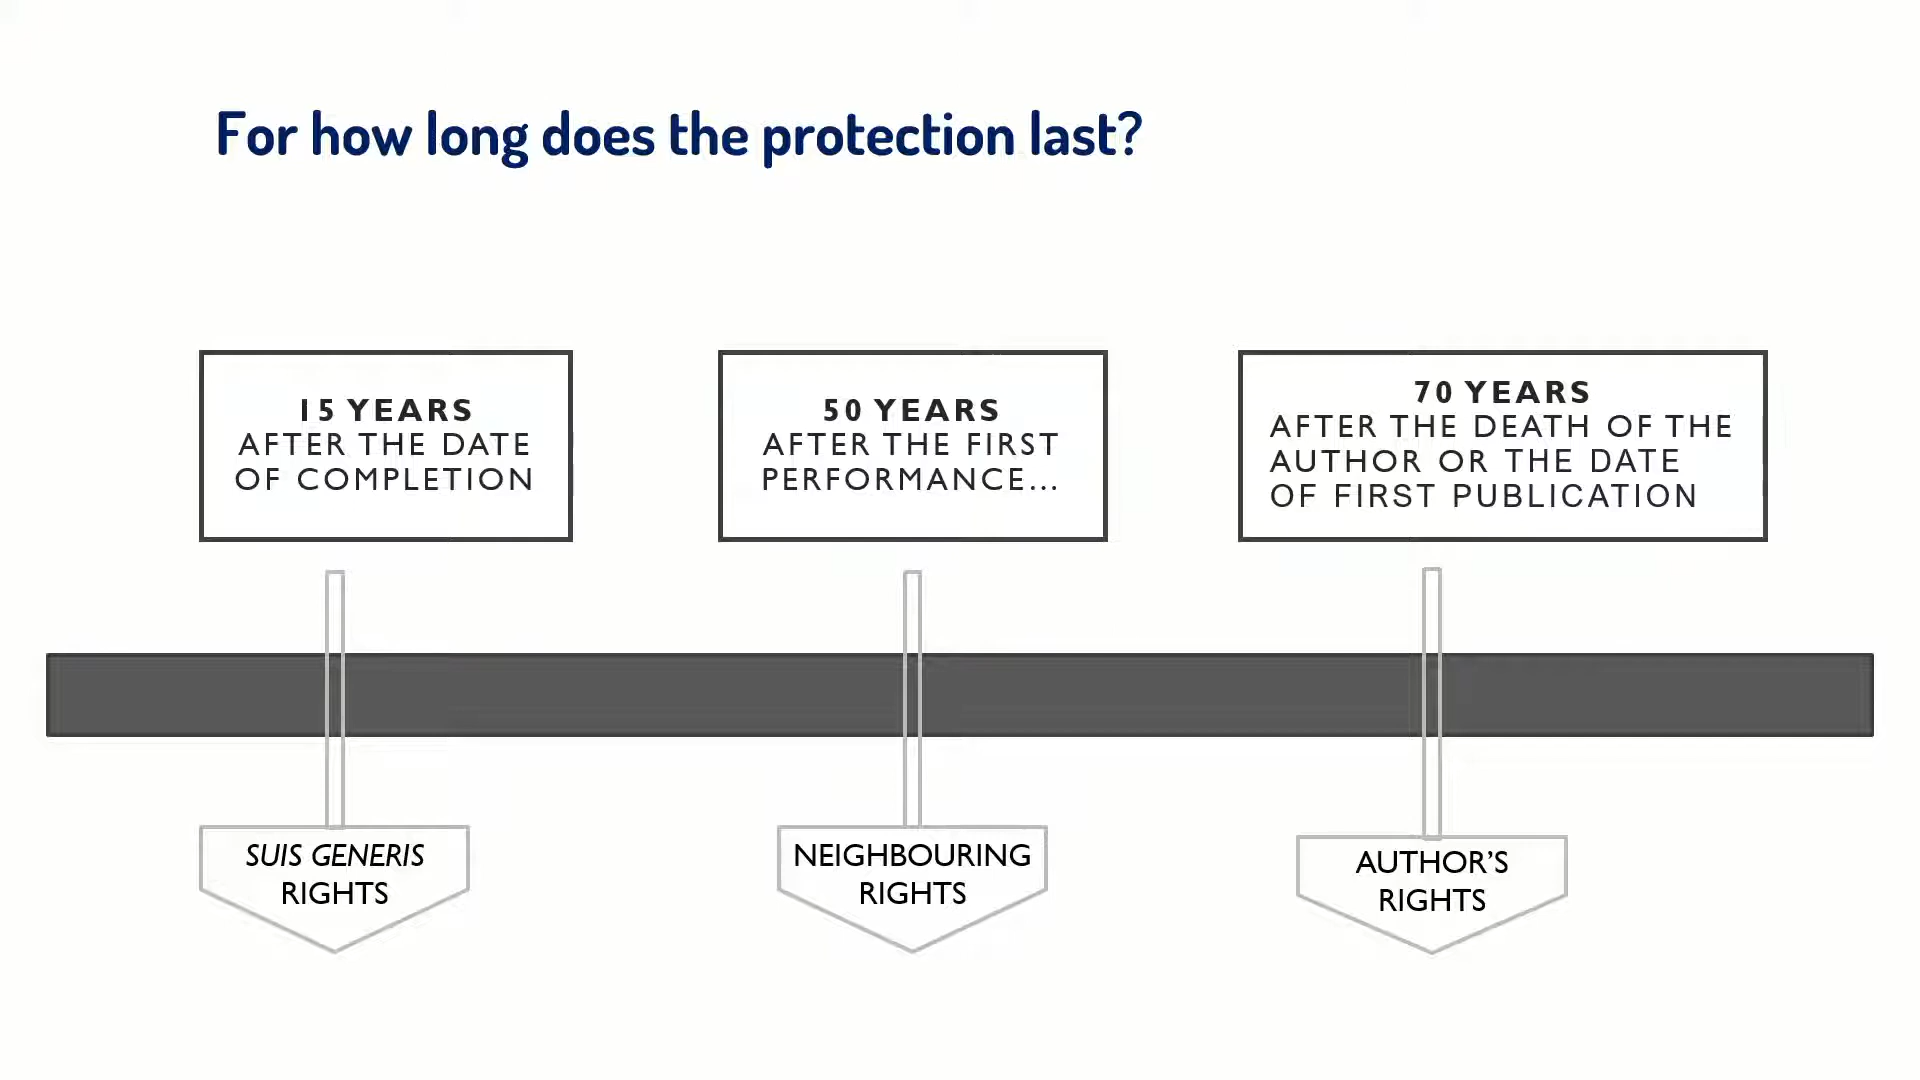 For how long does the protection last?
15 YEARS
AFTER THE DATE
OF COMPLETION
50 YEARS
AFTER THE FIRST
PERFORMANCE...
70 YEARS
AFTER THE DEATH OF THE
AUTHOR OR THE DATE
OF FIRST PUBLICATION
SUIS GENERIS
RIGHTS
NEIGHBOURING
RIGHTS
AUTHOR'S
RIGHTS